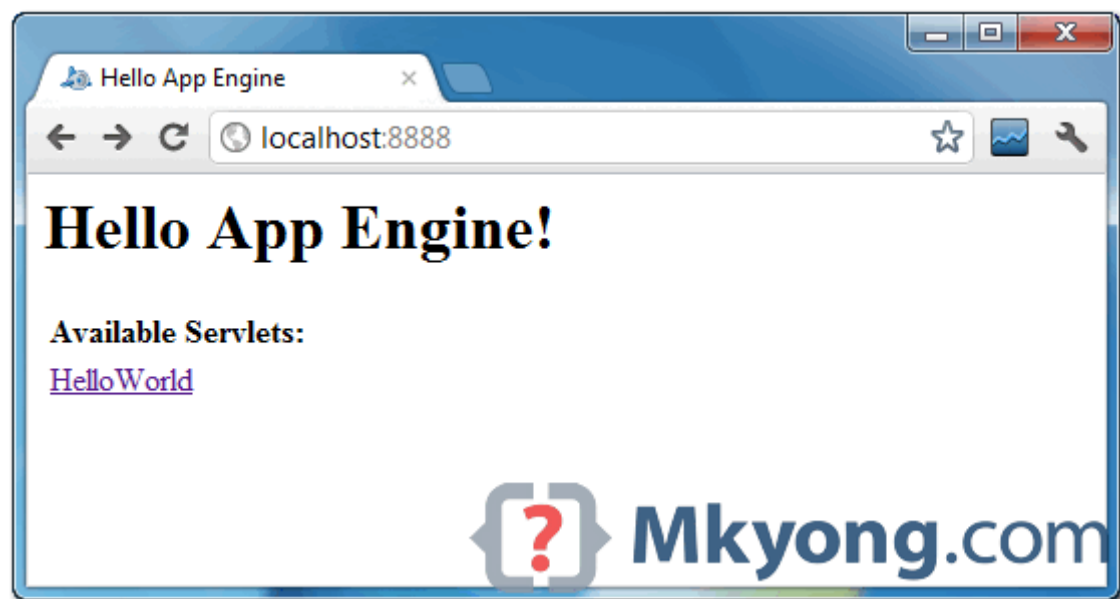 Hello App Engine
localhost:8888
Hello App Engine!
Available Servlets:
HelloWorld
Mkyong.com